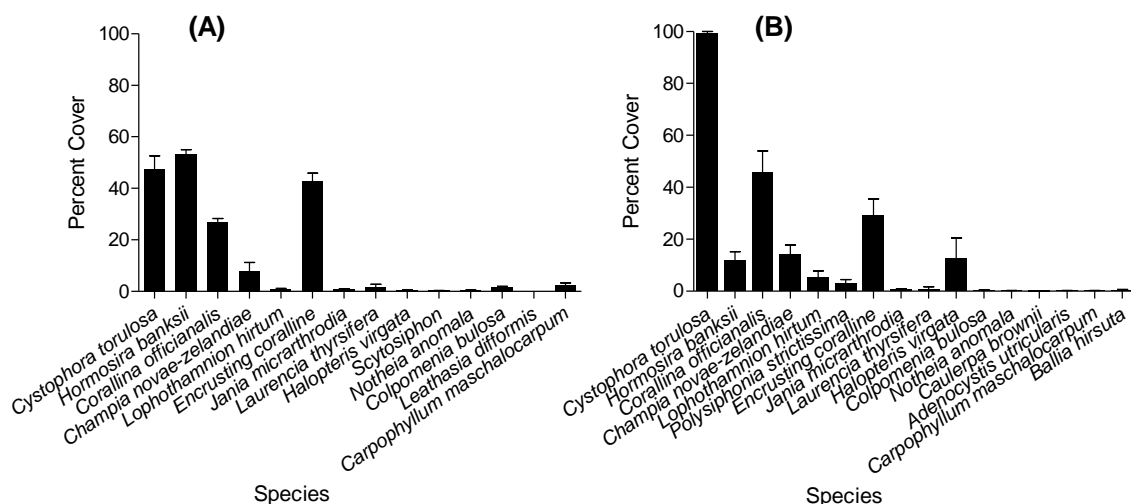 (A)
Percent Cover
100
80
60
40
20
0
Cystophora torulosa
Hormosira banksii
Corallina officianalis
Champia novae-zelandiae
Lophothamnion hirtum
Encrusting coralline
Jania micrarthrodia
Laurencia thyrsifera
Halopteris virgata
Scytosiphon
Notheia anomala
Colpomenia bulosa
Leathasia difformis
Carpophyllum maschalocarpum
Species
(B)
Percent Cover
100
80
60
40
20
0
Cystophora torulosa
Hormosira banksii
Corallina officianalis
Champia novae-zelandiae
Lophothamnion hirtum
Polysiphonia strictissima
Encrusting coralline
Jania micrarthrodia
Laurencia thyrsifera
Halopteris virgata
Colpomenia bulosa
Notheia anomala
Caulerpa brownii
Adenocystis utricularis
Carpophyllum maschalocarpum
Ballia hirsuta
Species